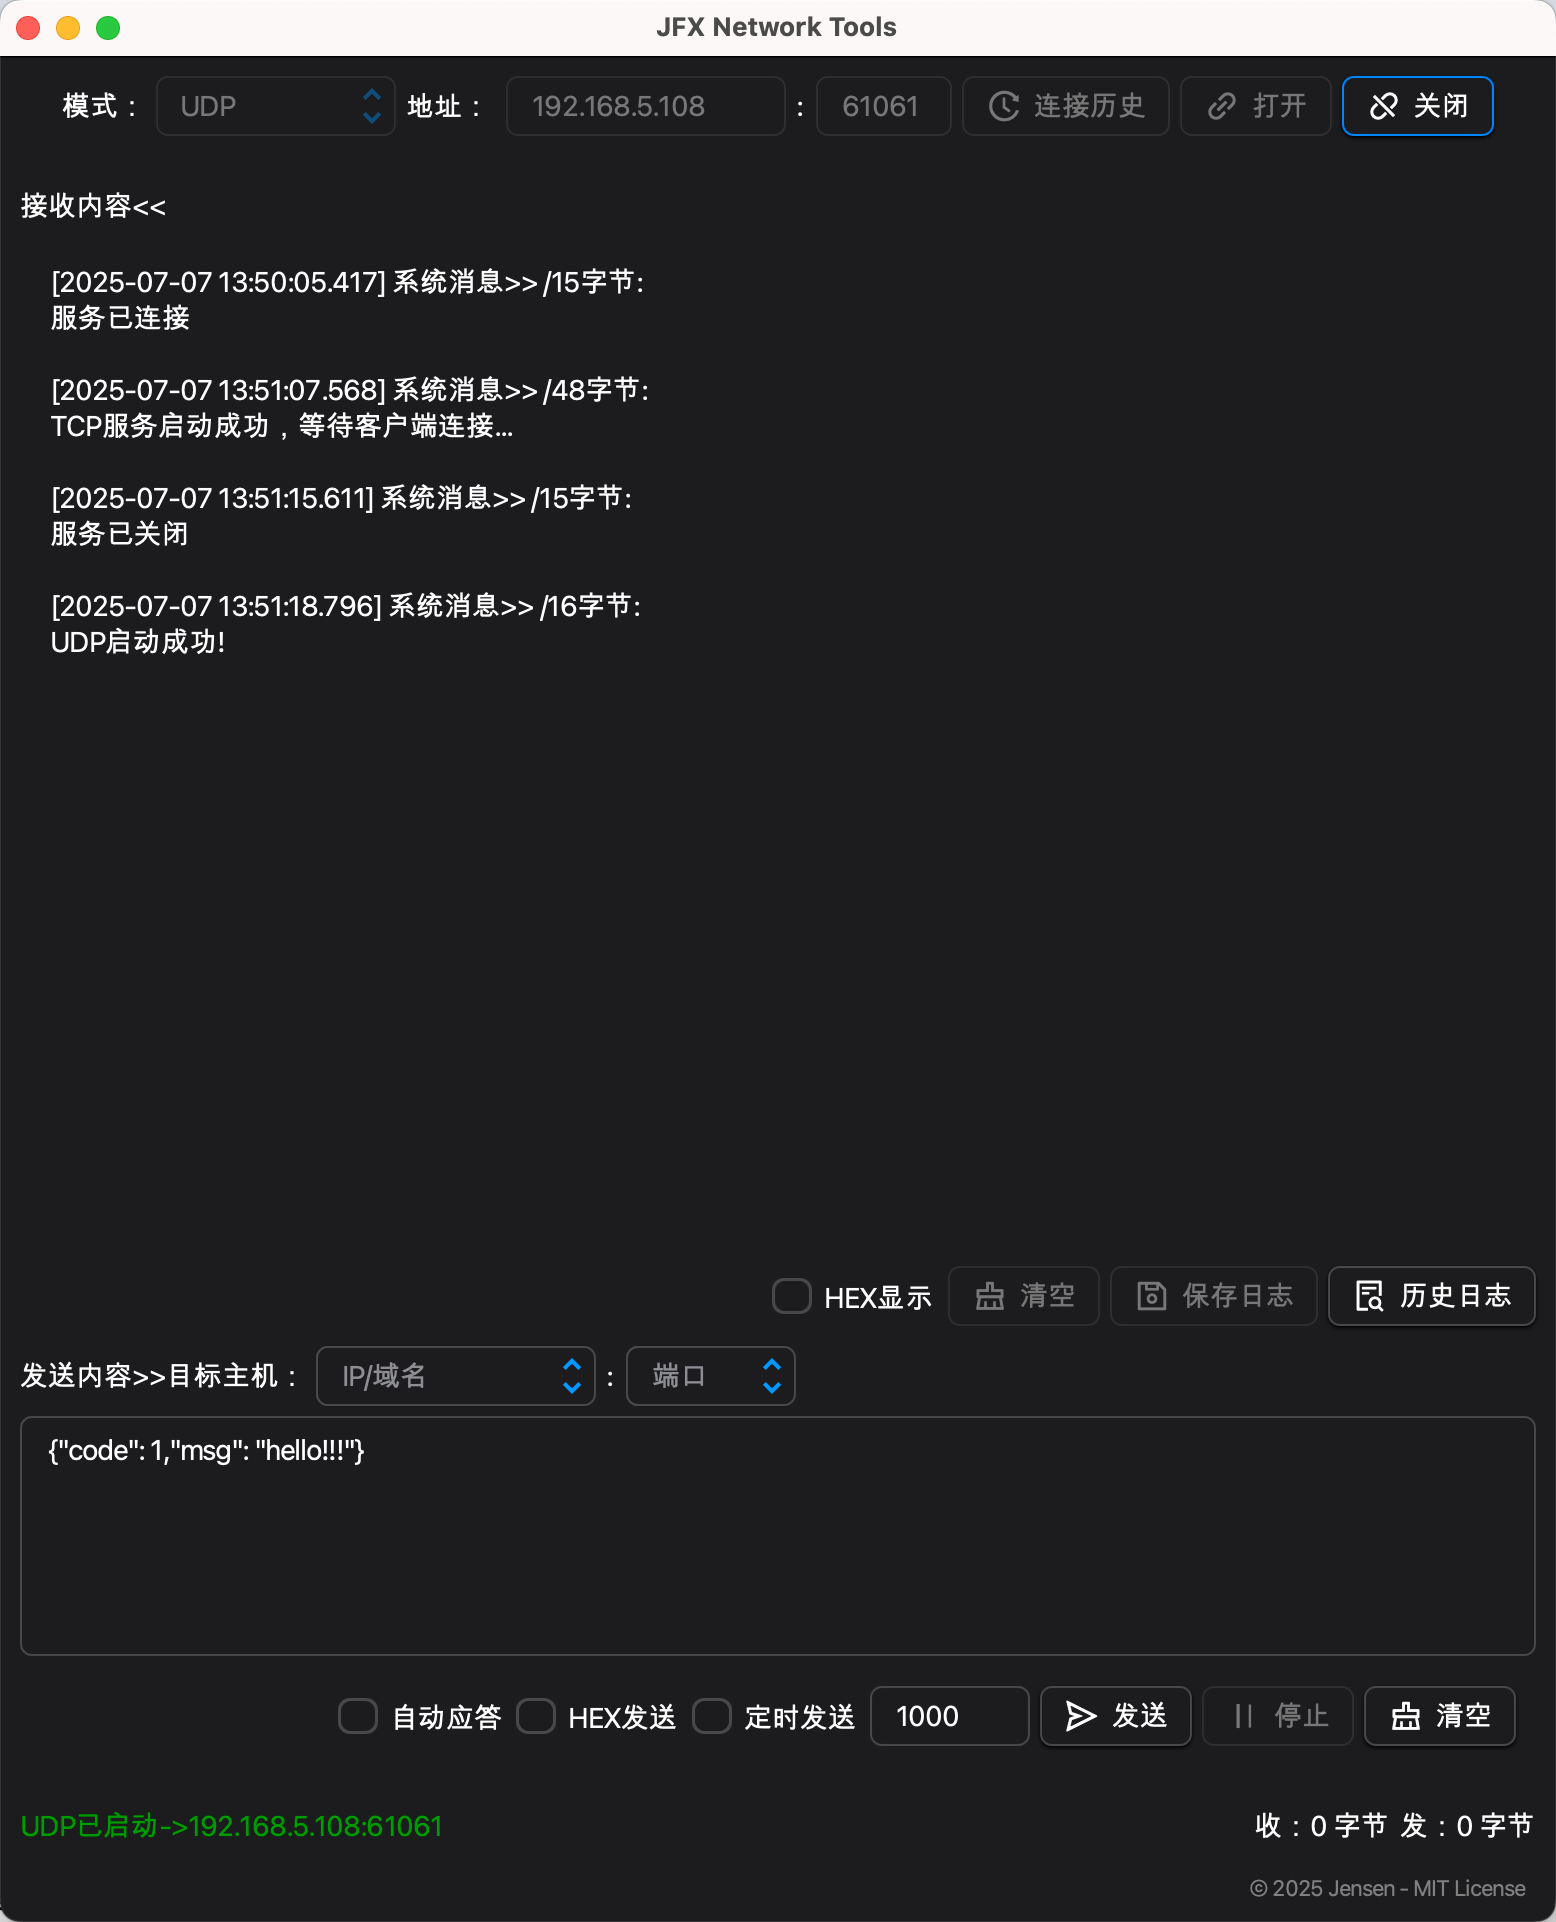 JFX Network Tools
模式： UDP 地址： 192.168.5.108 : 61061 连接历史 打开 关闭
接收内容<<
[2025-07-07 13:50:05.417] 系统消息>> /15字节:
服务已连接
[2025-07-07 13:51:07.568] 系统消息>> /48字节:
TCP服务启动成功，等待客户端连接...
[2025-07-07 13:51:15.611] 系统消息>> /15字节:
服务已关闭
[2025-07-07 13:51:18.796] 系统消息>> /16字节:
UDP启动成功!
HEX显示 清空 保存日志 历史日志
发送内容>>目标主机： IP/域名 : 端口
{"code": 1,"msg": "hello!!!"}
自动应答 HEX发送 定时发送 1000 发送 停止 清空
UDP已启动->192.168.5.108:61061 收：0 字节 发：0 字节
© 2025 Jensen - MIT License